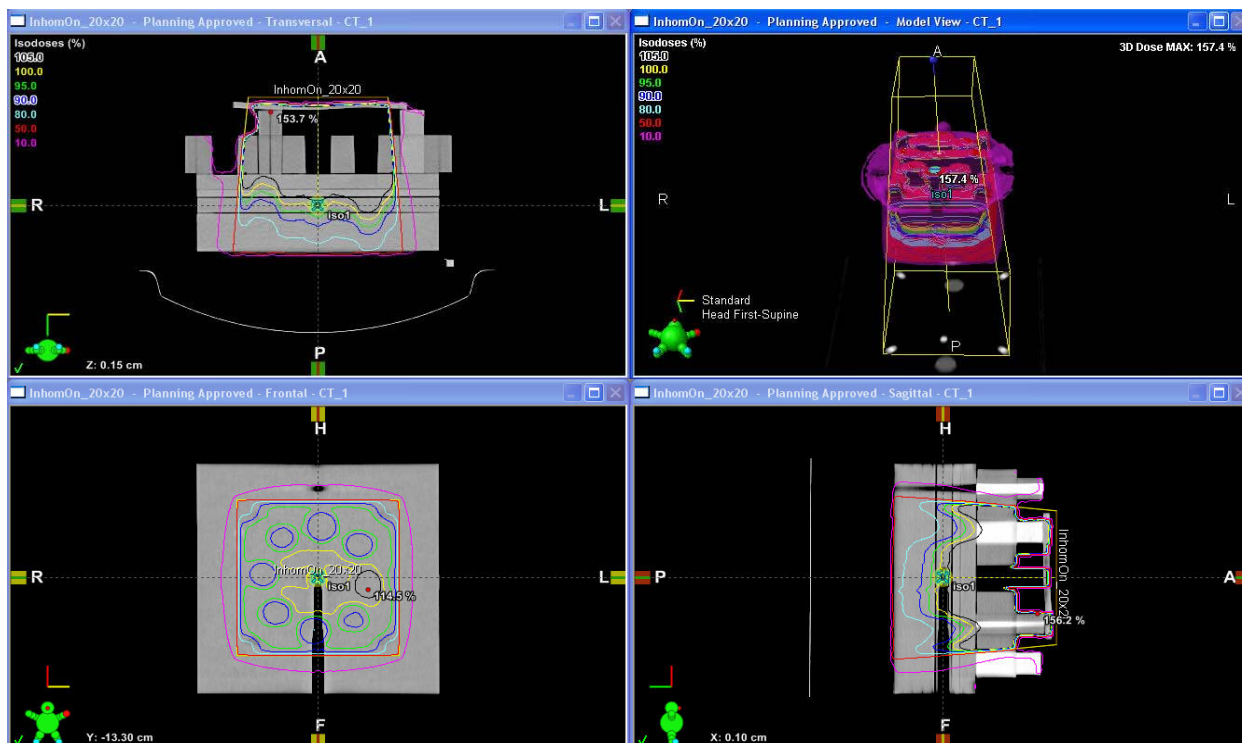 InhomOn_20x20 - Planning Approved - Transversal - CT_1
Isodoses (%)
105.0
100.0
95.0
90.0
80.0
50.0
10.0
A
InhomOn_20x20
153.7 %
R
L
iso1
P
Z: 0.15 cm
InhomOn_20x20 - Planning Approved - Model View - CT_1
Isodoses (%)
105.0
100.0
95.0
90.0
80.0
50.0
10.0
3D Dose MAX: 157.4 %
A
157.4 %
iso1
R
L
Standard
Head First-Supine
P
InhomOn_20x20 - Planning Approved - Frontal - CT_1
H
R
L
InhomOn_20x20
iso1
114.5 %
F
Y: -13.30 cm
InhomOn_20x20 - Planning Approved - Sagittal - CT_1
H
P
A
InhomOn_20x2
iso1
156.2 %
F
X: 0.10 cm